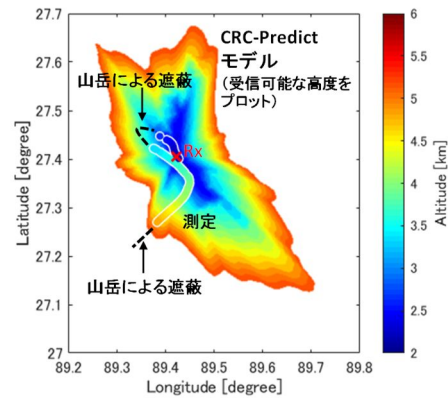 CRC-Predict
モデル
(受信可能な高度を
プロット)
山岳による遮蔽
Rx
測定
山岳による遮蔽
Latitude [degree]
27.7
27.6
27.5
27.4
27.3
27.2
27.1
27
89.2 89.3 89.4 89.5 89.6 89.7 89.8
Longitude [degree]
6
5.5
5
4.5
4
3.5
3
2.5
2
Altitude [km]